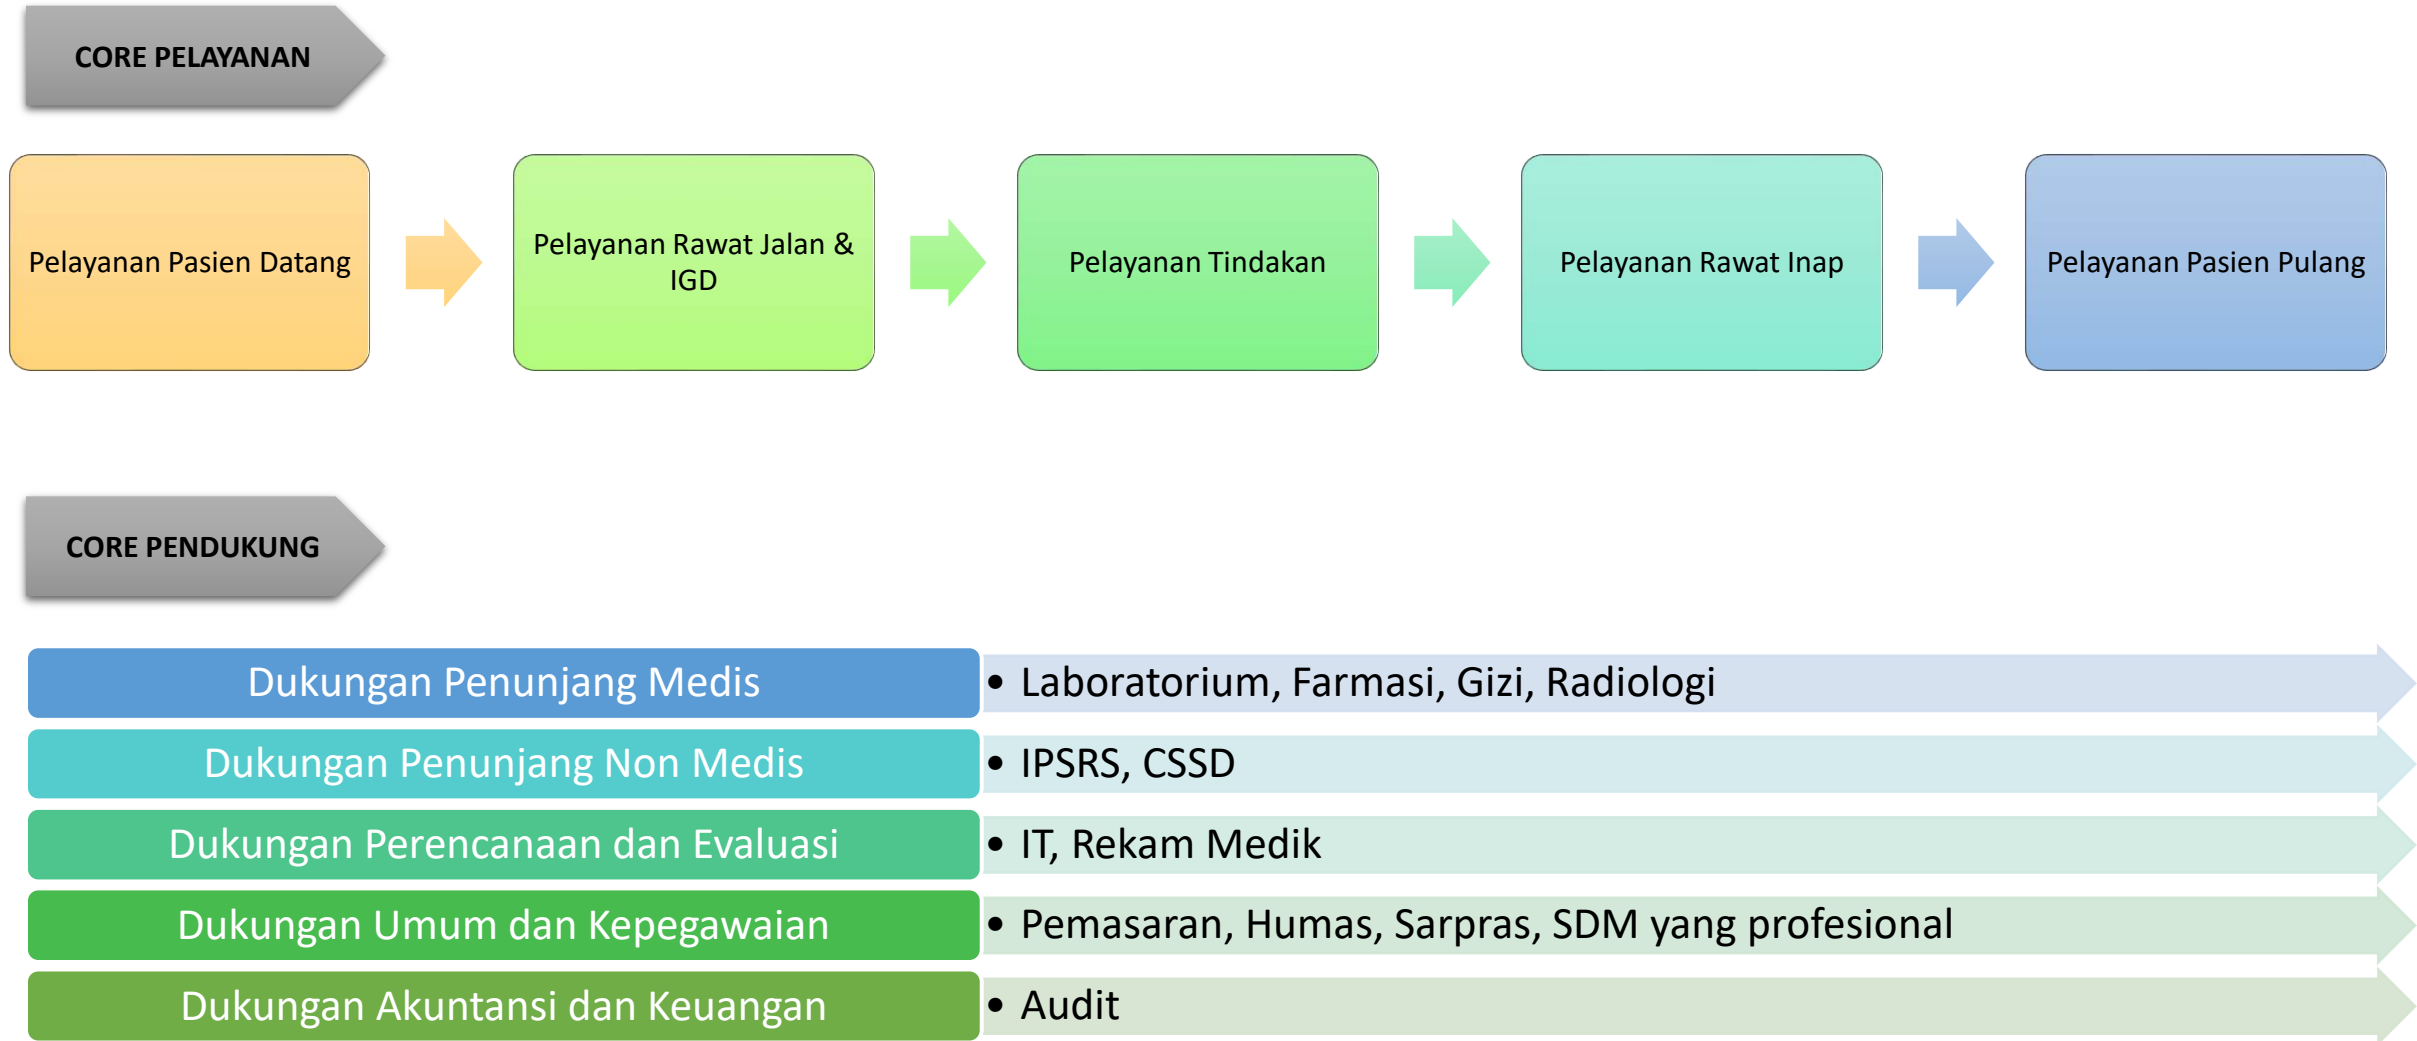 CORE PELAYANAN
Pelayanan Pasien Datang
Pelayanan Rawat Jalan &
IGD
Pelayanan Tindakan
Pelayanan Rawat Inap
Pelayanan Pasien Pulang
CORE PENDUKUNG
Dukungan Penunjang Medis
• Laboratorium, Farmasi, Gizi, Radiologi
Dukungan Penunjang Non Medis
• IPSRS, CSSD
Dukungan Perencanaan dan Evaluasi
• IT, Rekam Medik
Dukungan Umum dan Kepegawaian
• Pemasaran, Humas, Sarpras, SDM yang profesional
Dukungan Akuntansi dan Keuangan
• Audit